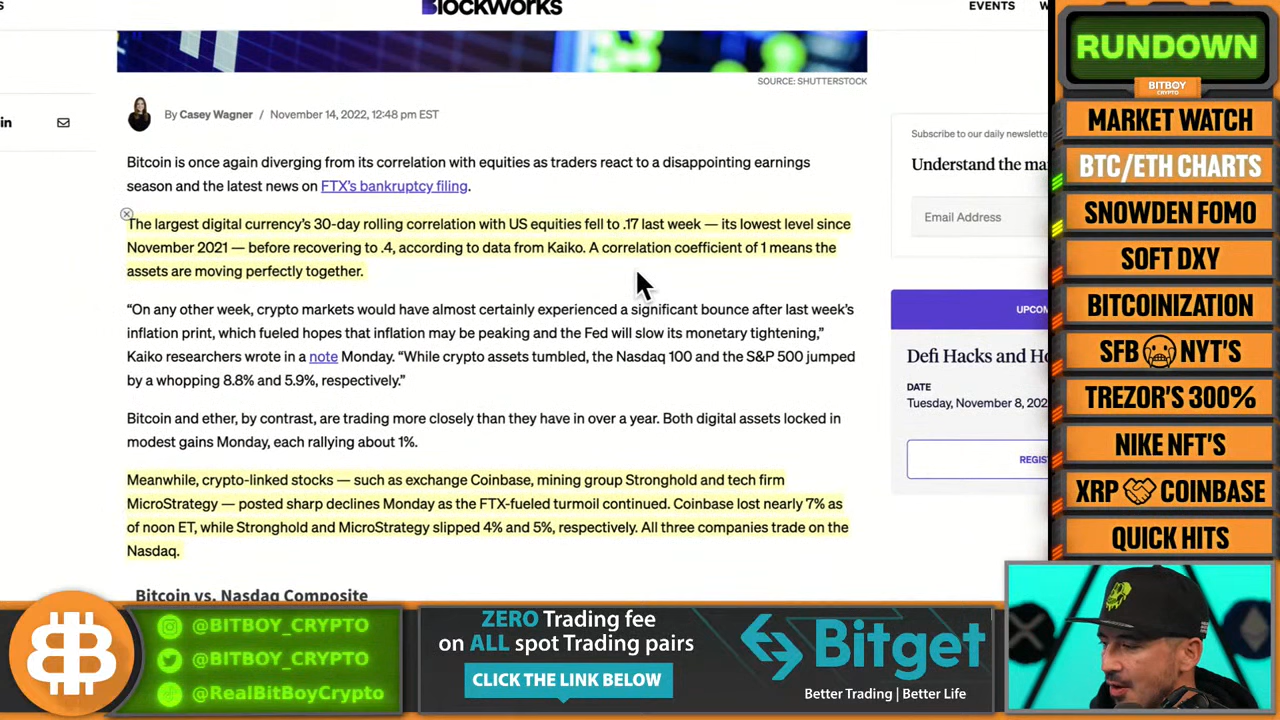 Blockworks
EVENTS
SOURCE: SHUTTERSTOCK
in
By Casey Wagner / November 14, 2022, 12:48 pm EST
Bitcoin is once again diverging from its correlation with equities as traders react to a disappointing earnings
season and the latest news on FTX's bankruptcy filing.
The largest digital currency's 30-day rolling correlation with US equities fell to .17 last week — its lowest level since
November 2021 — before recovering to .4, according to data from Kaiko. A correlation coefficient of 1 means the
assets are moving perfectly together.
“On any other week, crypto markets would have almost certainly experienced a significant bounce after last week's
inflation print, which fueled hopes that inflation may be peaking and the Fed will slow its monetary tightening,”
Kaiko researchers wrote in a note Monday. “While crypto assets tumbled, the Nasdaq 100 and the S&P 500 jumped
by a whopping 8.8% and 5.9%, respectively.”
Bitcoin and ether, by contrast, are trading more closely than they have in over a year. Both digital assets locked in
modest gains Monday, each rallying about 1%.
Meanwhile, crypto-linked stocks — such as exchange Coinbase, mining group Stronghold and tech firm
MicroStrategy — posted sharp declines Monday as the FTX-fueled turmoil continued. Coinbase lost nearly 7% as
of noon ET, while Stronghold and MicroStrategy slipped 4% and 5%, respectively. All three companies trade on the
Nasdaq.
Bitcoin vs. Nasdaq Composite
Subscribe to our daily newslette
Understand the ma
Email Address
UPCO
Defi Hacks and H
DATE
Tuesday, November 8, 202
REGIS
RUNDOWN
BITBOY
CRYPTO
MARKET WATCH
BTC/ETH CHARTS
SNOWDEN FOMO
SOFT DXY
BITCOINIZATION
SFB NYT'S
TREZOR'S 300%
NIKE NFT'S
XRP COINBASE
QUICK HITS
@BITBOY_CRYPTO
@BITBOY_CRYPTO
@RealBitBoyCrypto
ZERO Trading fee
on ALL spot Trading pairs
CLICK THE LINK BELOW
Bitget
Better Trading | Better Life